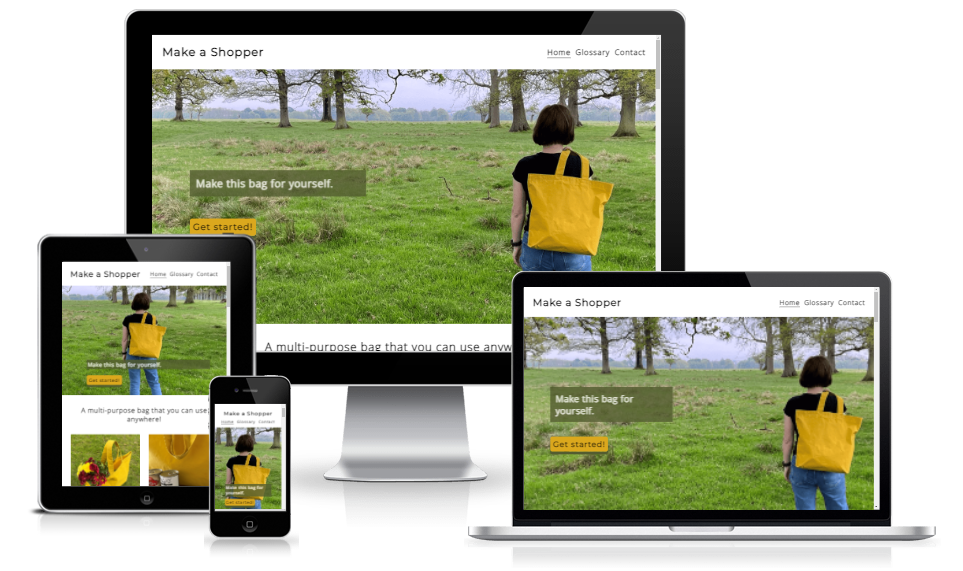 Make a Shopper
Home Glossary Contact
Make this bag for yourself.
Get started!
A multi-purpose bag that you can use anyw
Make a Shopper
Home Glossary Contact
Make this bag for yourself.
Get started!
A multi-purpose bag that you can use
anywhere!
Make a Shopper
Home Glossary Contact
Make this bag for
yourself.
Get started!
Make a Shopper
Home Glossary Contact
Make this bag for
yourself.
Get started!